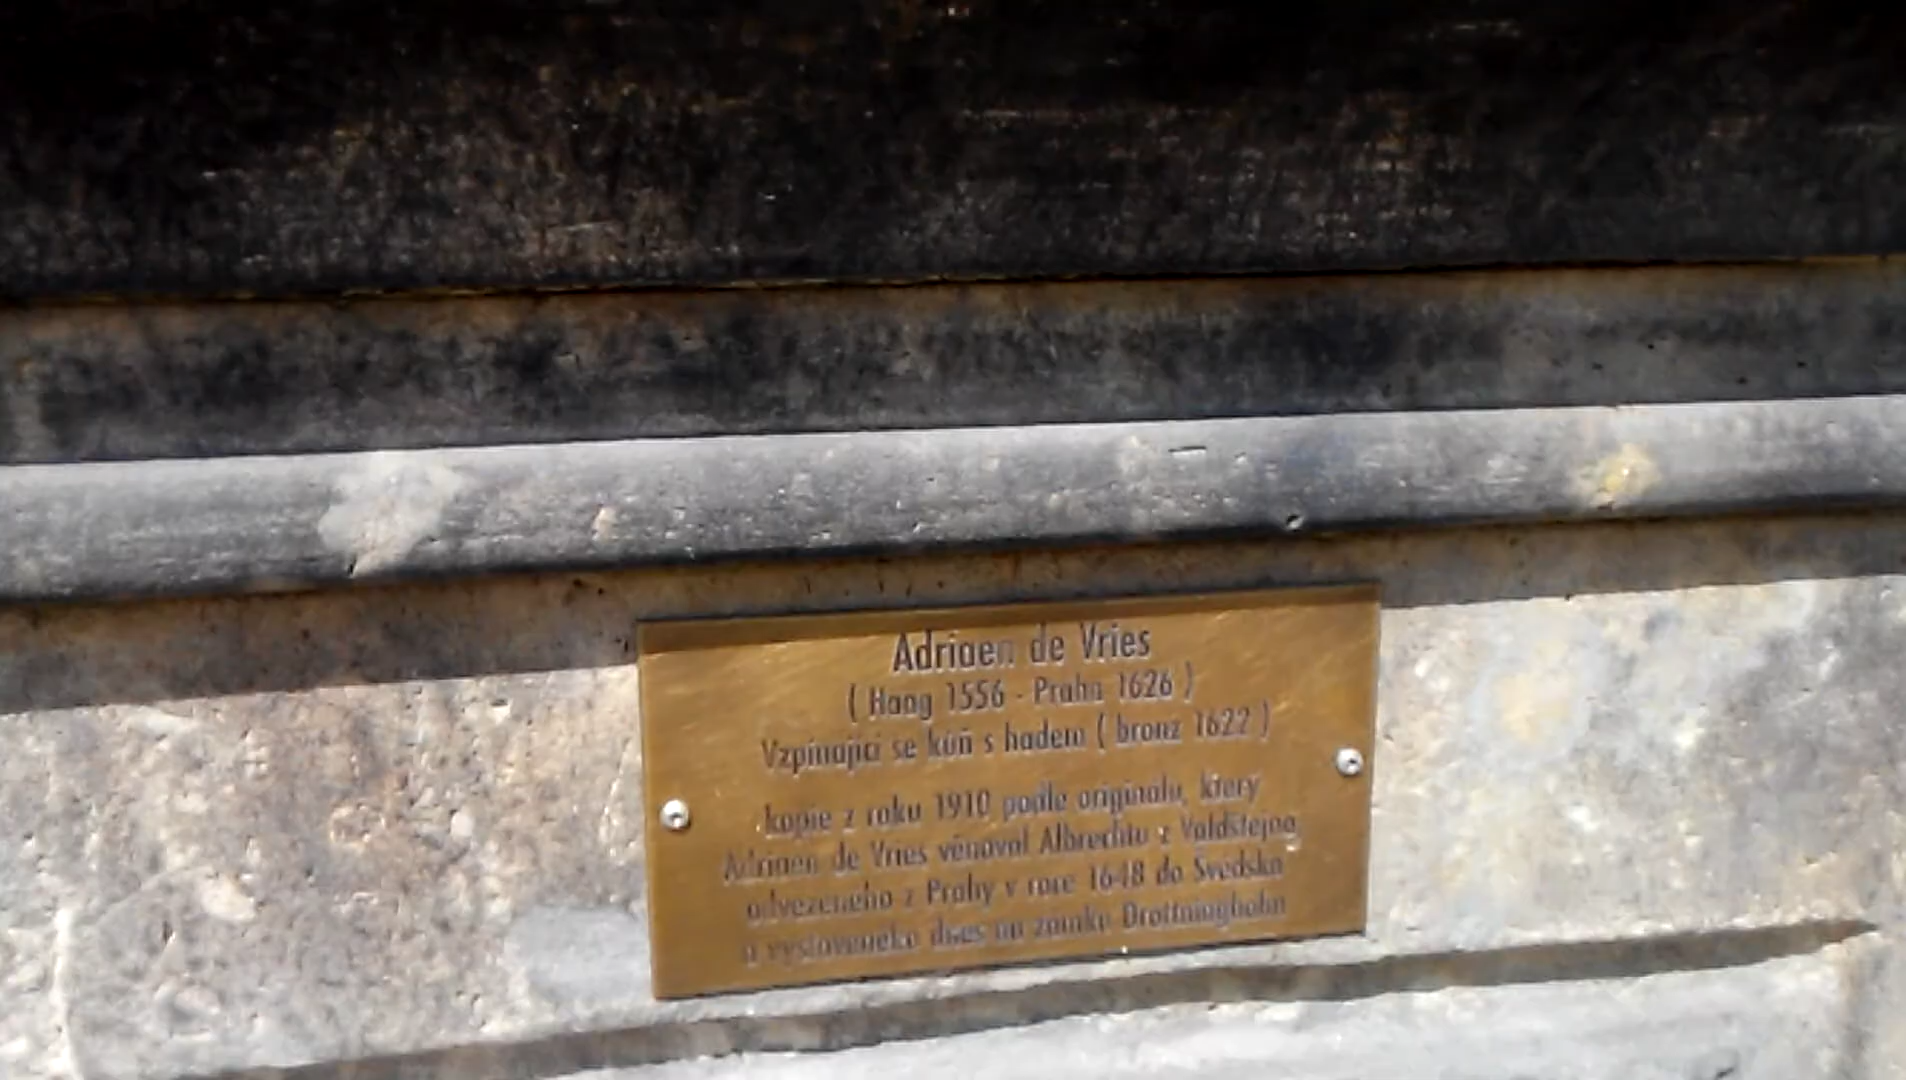 Adriaen de Vries
( Haag 1556 - Praha 1626 )
Vzpínající se kůň s hadem ( bronz 1622 )
kopie z roku 1910 podle originálu, který
Adriaen de Vries věnoval Albrechtu z Valdštejna,
odvezeného z Prahy v roce 1648 do Švédska
a dnes na zámku Drottningholm